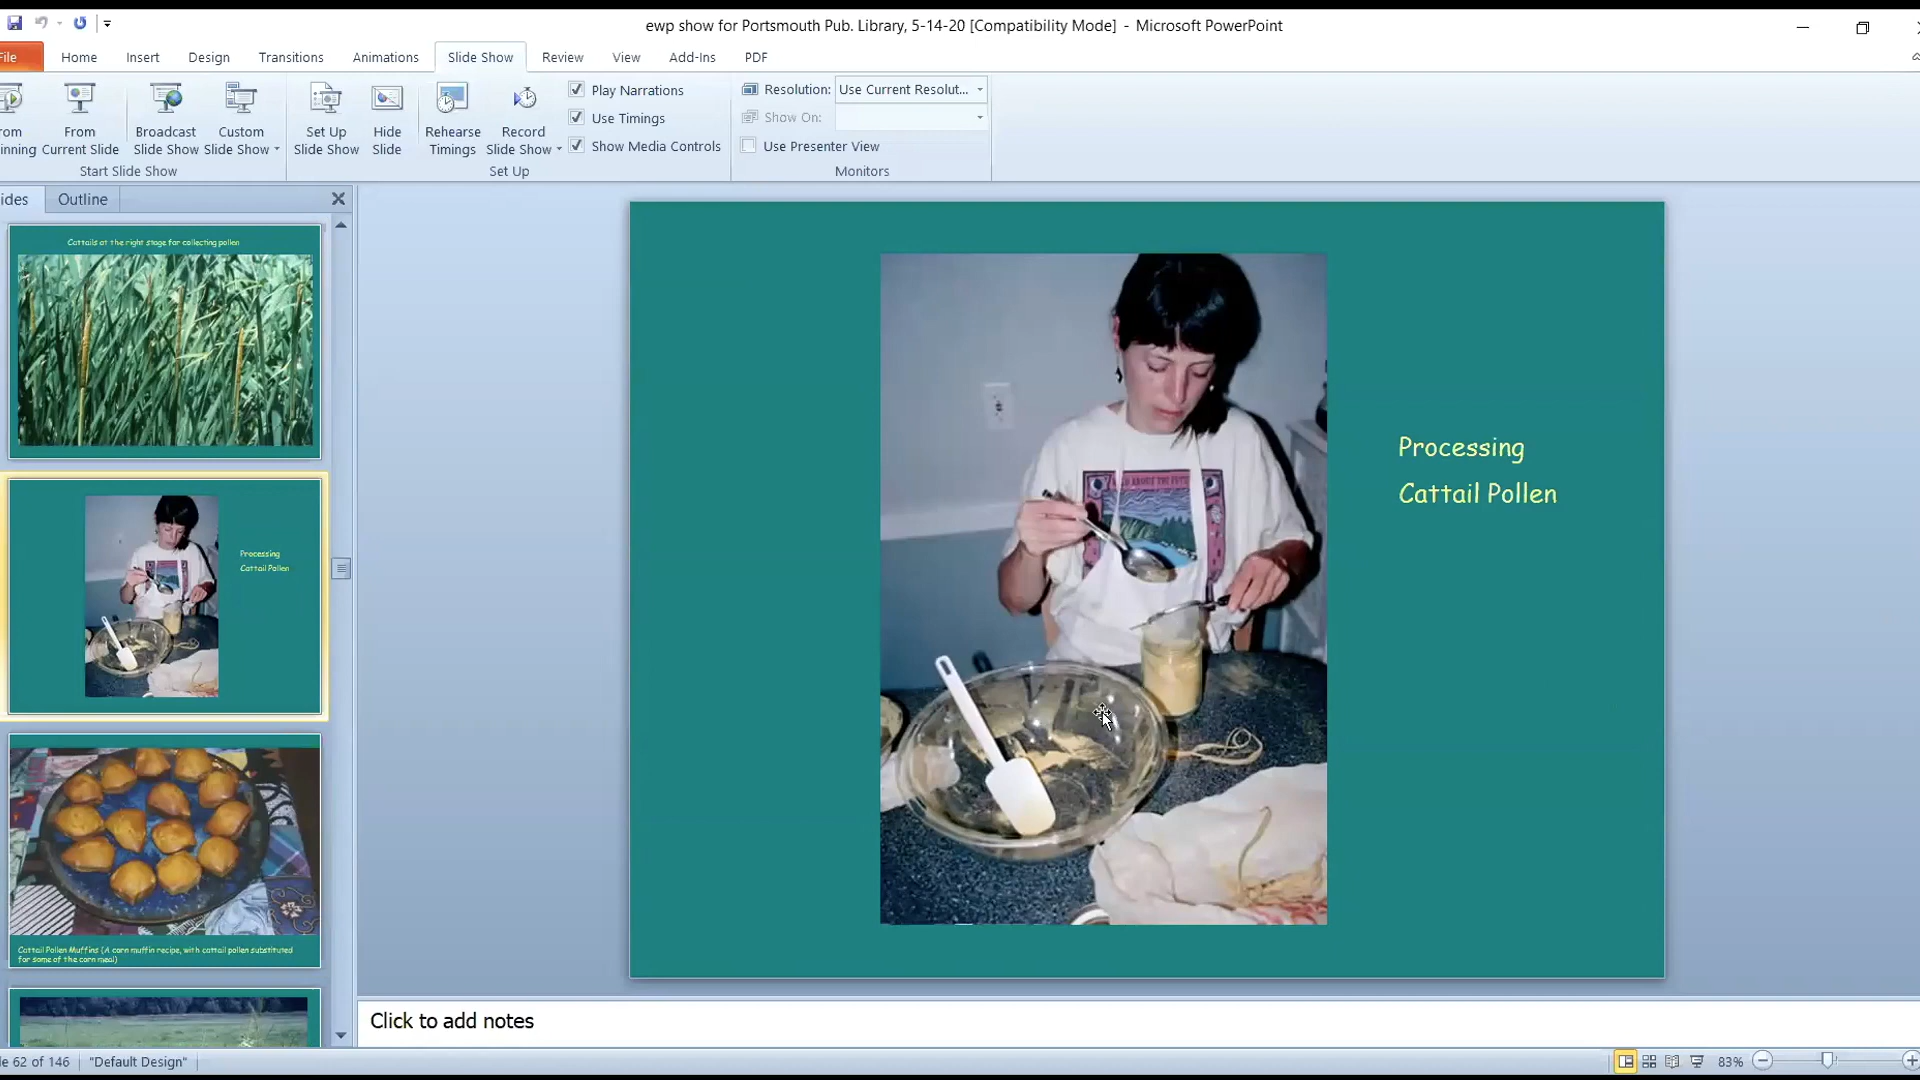 ewp show for Portsmouth Pub. Library, 5-14-20 [Compatibility Mode] - Microsoft PowerPoint
File Home Insert Design Transitions Animations Slide Show Review View Add-Ins PDF
From Current Slide
Broadcast Slide Show
Custom Slide Show
Set Up Slide Show
Hide Slide
Rehearse Timings
Record Slide Show
Play Narrations
Use Timings
Show Media Controls
Resolution: Use Current Resolut...
Show On:
Use Presenter View
Start Slide Show
Set Up
Monitors
Outline
Cattails at the right stage for collecting pollen
Processing
Cattail Pollen
Cattail Pollen Muffins (A corn muffin recipe, with cattail pollen substituted
for some of the corn meal)
Processing
Cattail Pollen
Click to add notes
62 of 146 "Default Design"
83%